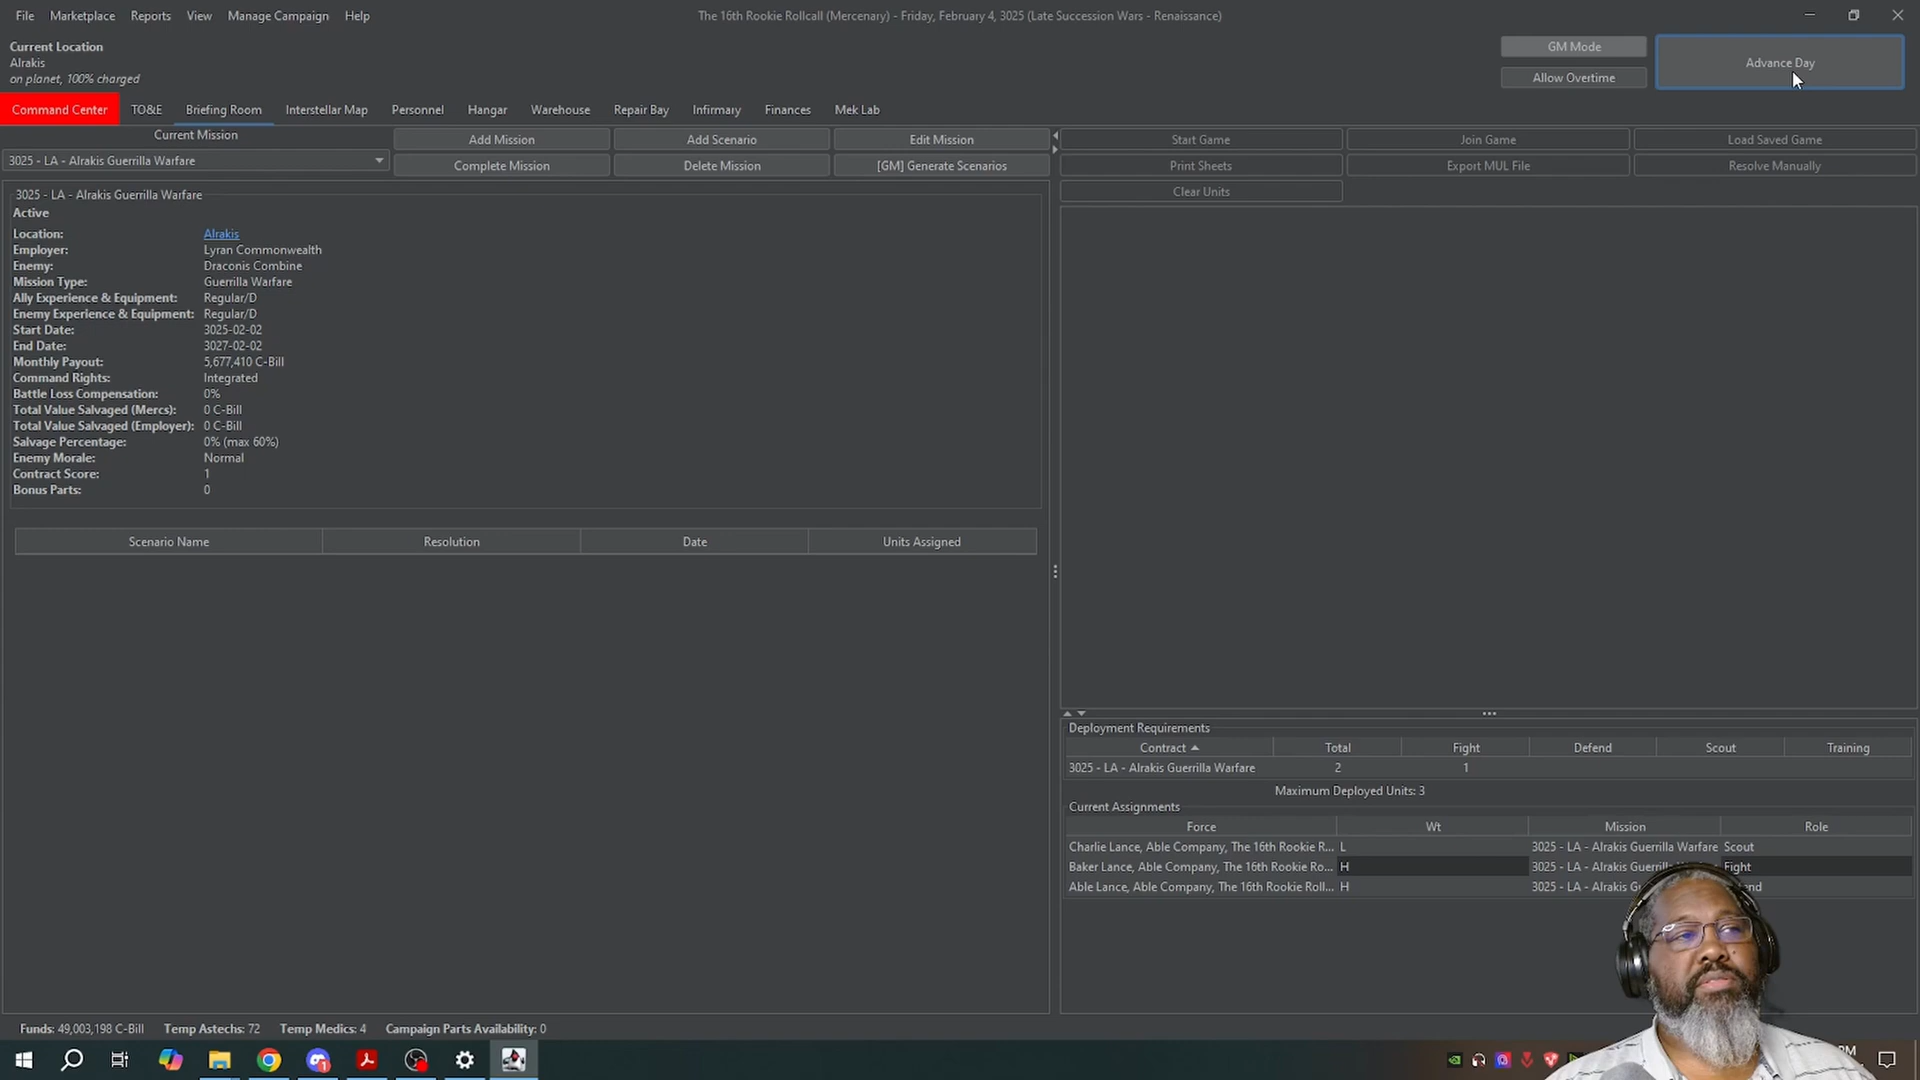 File Marketplace Reports View Manage Campaign Help
The 16th Rookie Rollcall (Mercenary) - Friday, February 4, 3025 (Late Succession Wars - Renaissance)
Current Location
Alrakis
on planet, 100% charged
GM Mode
Allow Overtime
Advance Day
Command Center TO&E Briefing Room Interstellar Map Personnel Hangar Warehouse Repair Bay Infirmary Finances Mek Lab
Current Mission
3025 - LA - Alrakis Guerrilla Warfare
Add Mission Add Scenario Edit Mission
Complete Mission Delete Mission [GM] Generate Scenarios
Start Game Join Game Load Saved Game
Print Sheets Export MUL File Resolve Manually
Clear Units
3025 - LA - Alrakis Guerrilla Warfare
Active
Location: Alrakis
Employer: Lyran Commonwealth
Enemy: Draconis Combine
Mission Type: Guerrilla Warfare
Ally Experience & Equipment: Regular/D
Enemy Experience & Equipment: Regular/D
Start Date: 3025-02-02
End Date: 3027-02-02
Monthly Payout: 5,677,410 C-Bill
Command Rights: Integrated
Battle Loss Compensation: 0%
Total Value Salvaged (Mercs): 0 C-Bill
Total Value Salvaged (Employer): 0 C-Bill
Salvage Percentage: 0% (max 60%)
Enemy Morale: Normal
Contract Score: 1
Bonus Parts: 0
Scenario Name Resolution Date Units Assigned
Deployment Requirements
Contract Total Fight Defend Scout Training
3025 - LA - Alrakis Guerrilla Warfare 2 1
Maximum Deployed Units: 3
Current Assignments
Force Wt Mission Role
Charlie Lance, Able Company, The 16th Rookie R... L 3025 - LA - Alrakis Guerrilla Warfare Scout
Baker Lance, Able Company, The 16th Rookie Ro... H 3025 - LA - Alrakis Guerril Fight
Able Lance, Able Company, The 16th Rookie Roll... H 3025 - LA - Alrakis Gu end
Funds: 49,003,198 C-Bill Temp Astechs: 72 Temp Medics: 4 Campaign Parts Availability: 0